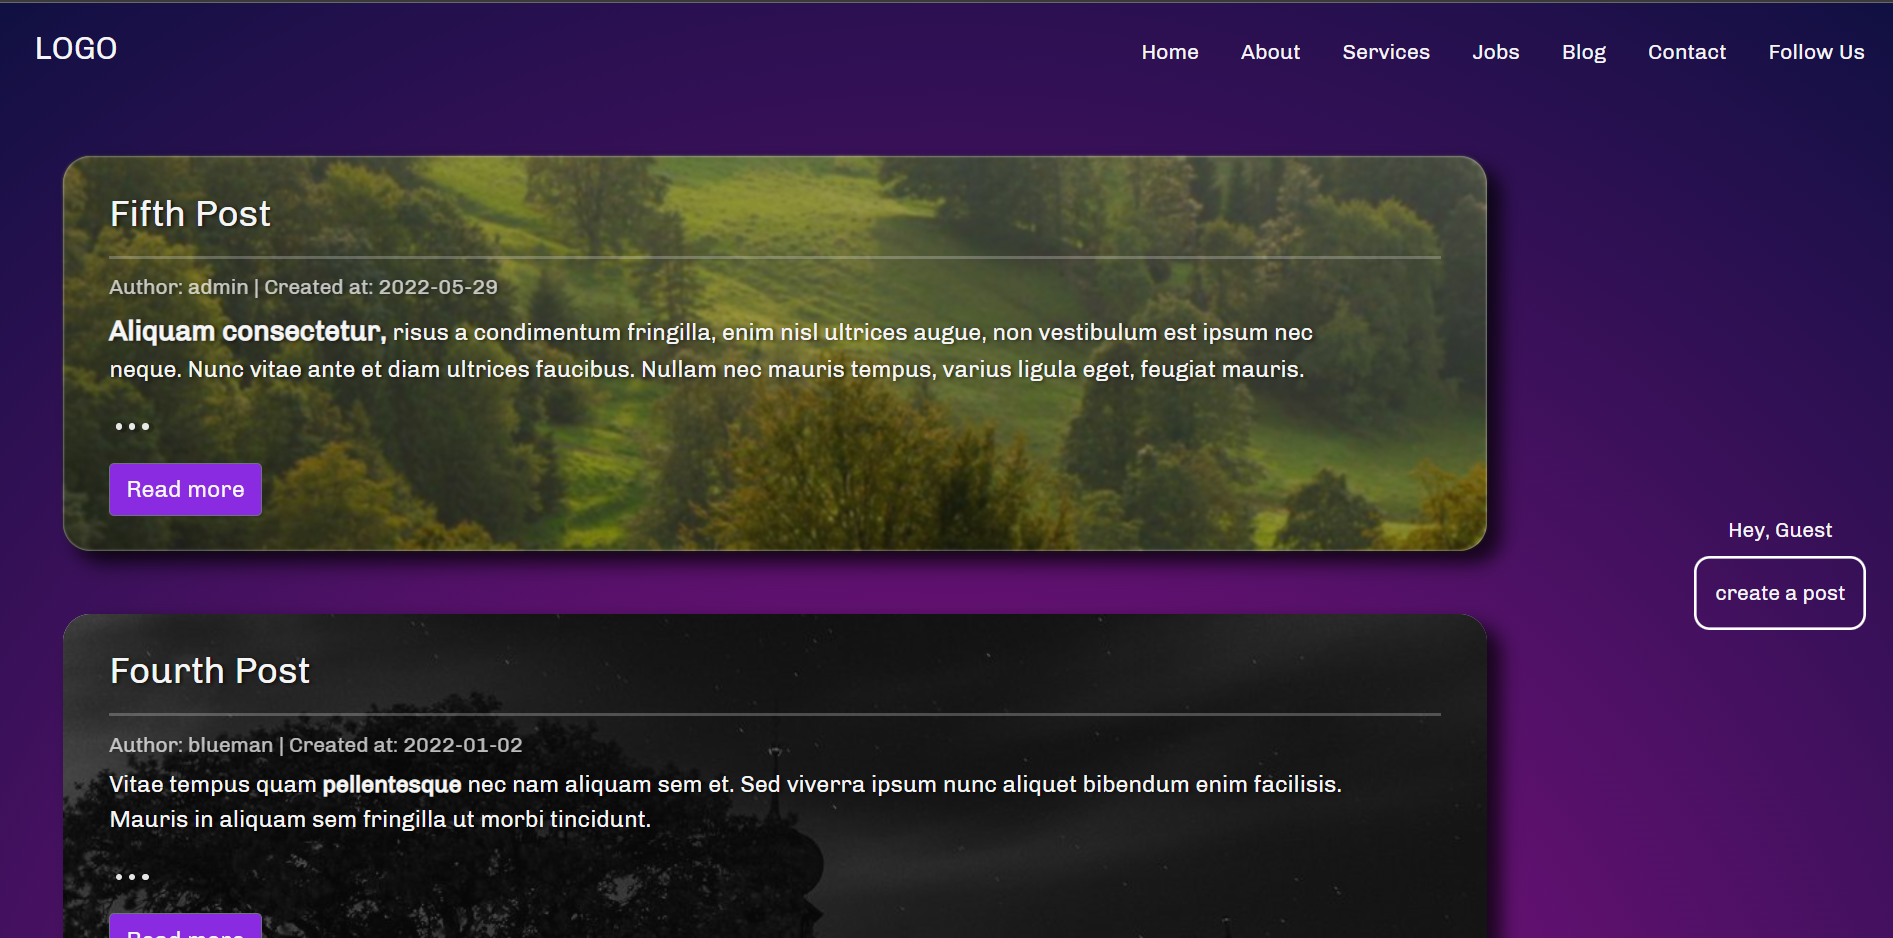 LOGO
Home About Services Jobs Blog Contact Follow Us
Fifth Post
Author: admin | Created at: 2022-05-29
Aliquam consectetur, risus a condimentum fringilla, enim nisl ultrices augue, non vestibulum est ipsum nec
neque. Nunc vitae ante et diam ultrices faucibus. Nullam nec mauris tempus, varius ligula eget, feugiat mauris.
...
Read more
Hey, Guest
create a post
Fourth Post
Author: blueman | Created at: 2022-01-02
Vitae tempus quam pellentesque nec nam aliquam sem et. Sed viverra ipsum nunc aliquet bibendum enim facilisis.
Mauris in aliquam sem fringilla ut morbi tincidunt.
...
Read more